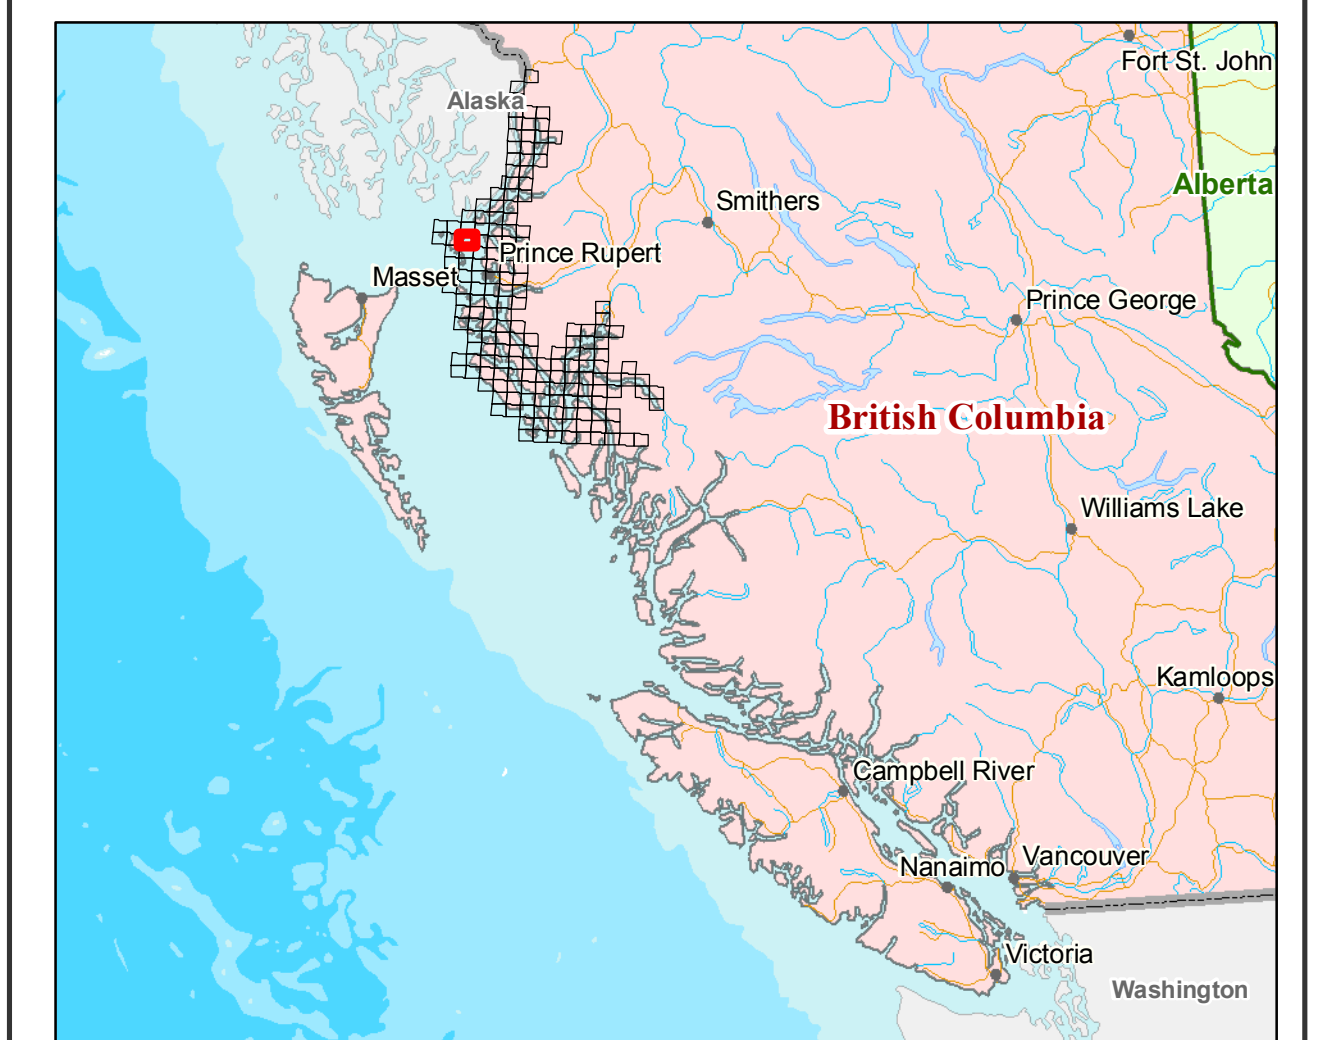 Fort St. John
Alaska
Alberta
Smithers
Prince Rupert
Masset
Prince George
British Columbia
Williams Lake
Kamloops
Campbell River
Vancouver
Nanaimo
Victoria
Washington